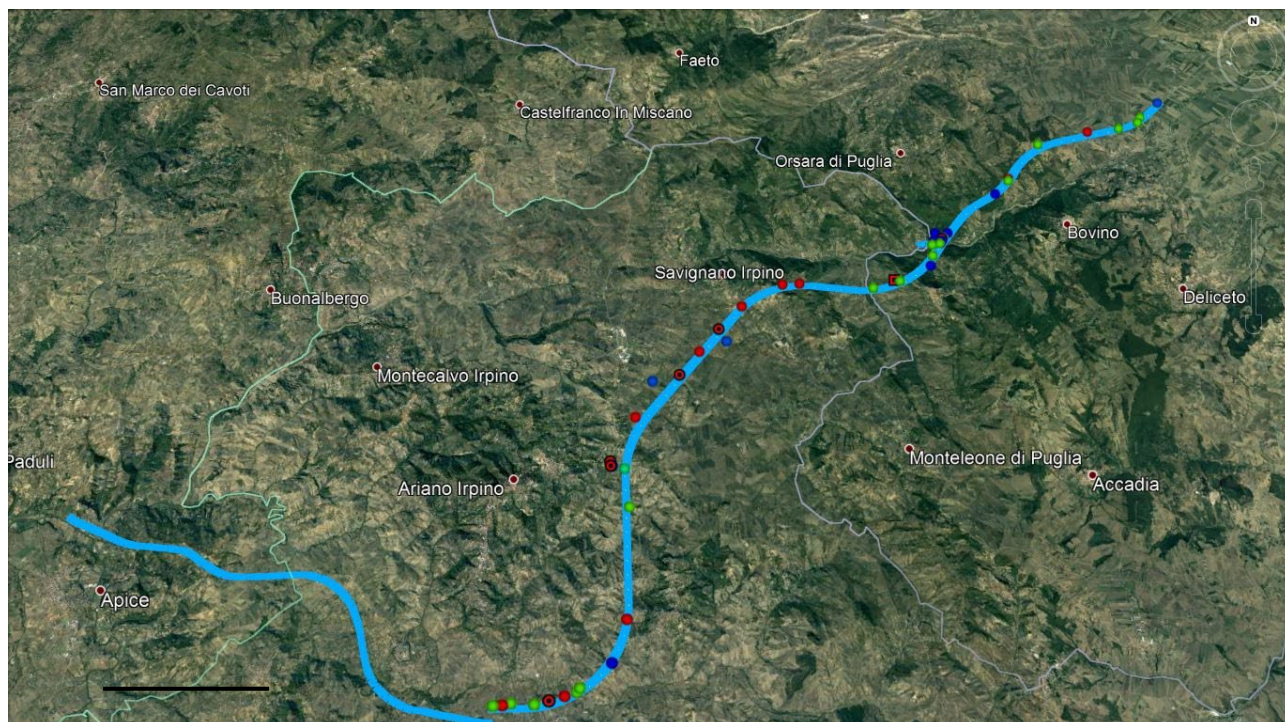 N
Faeto
San Marco dei Cavoti
Castelfranco In Miscano
Orsara di Puglia
Bovino
Savignano Irpino
Buonalbergo
Deliceto
Montecalvo Irpino
Monteleone di Puglia
Paduli
Ariano Irpino
Accadia
Apice